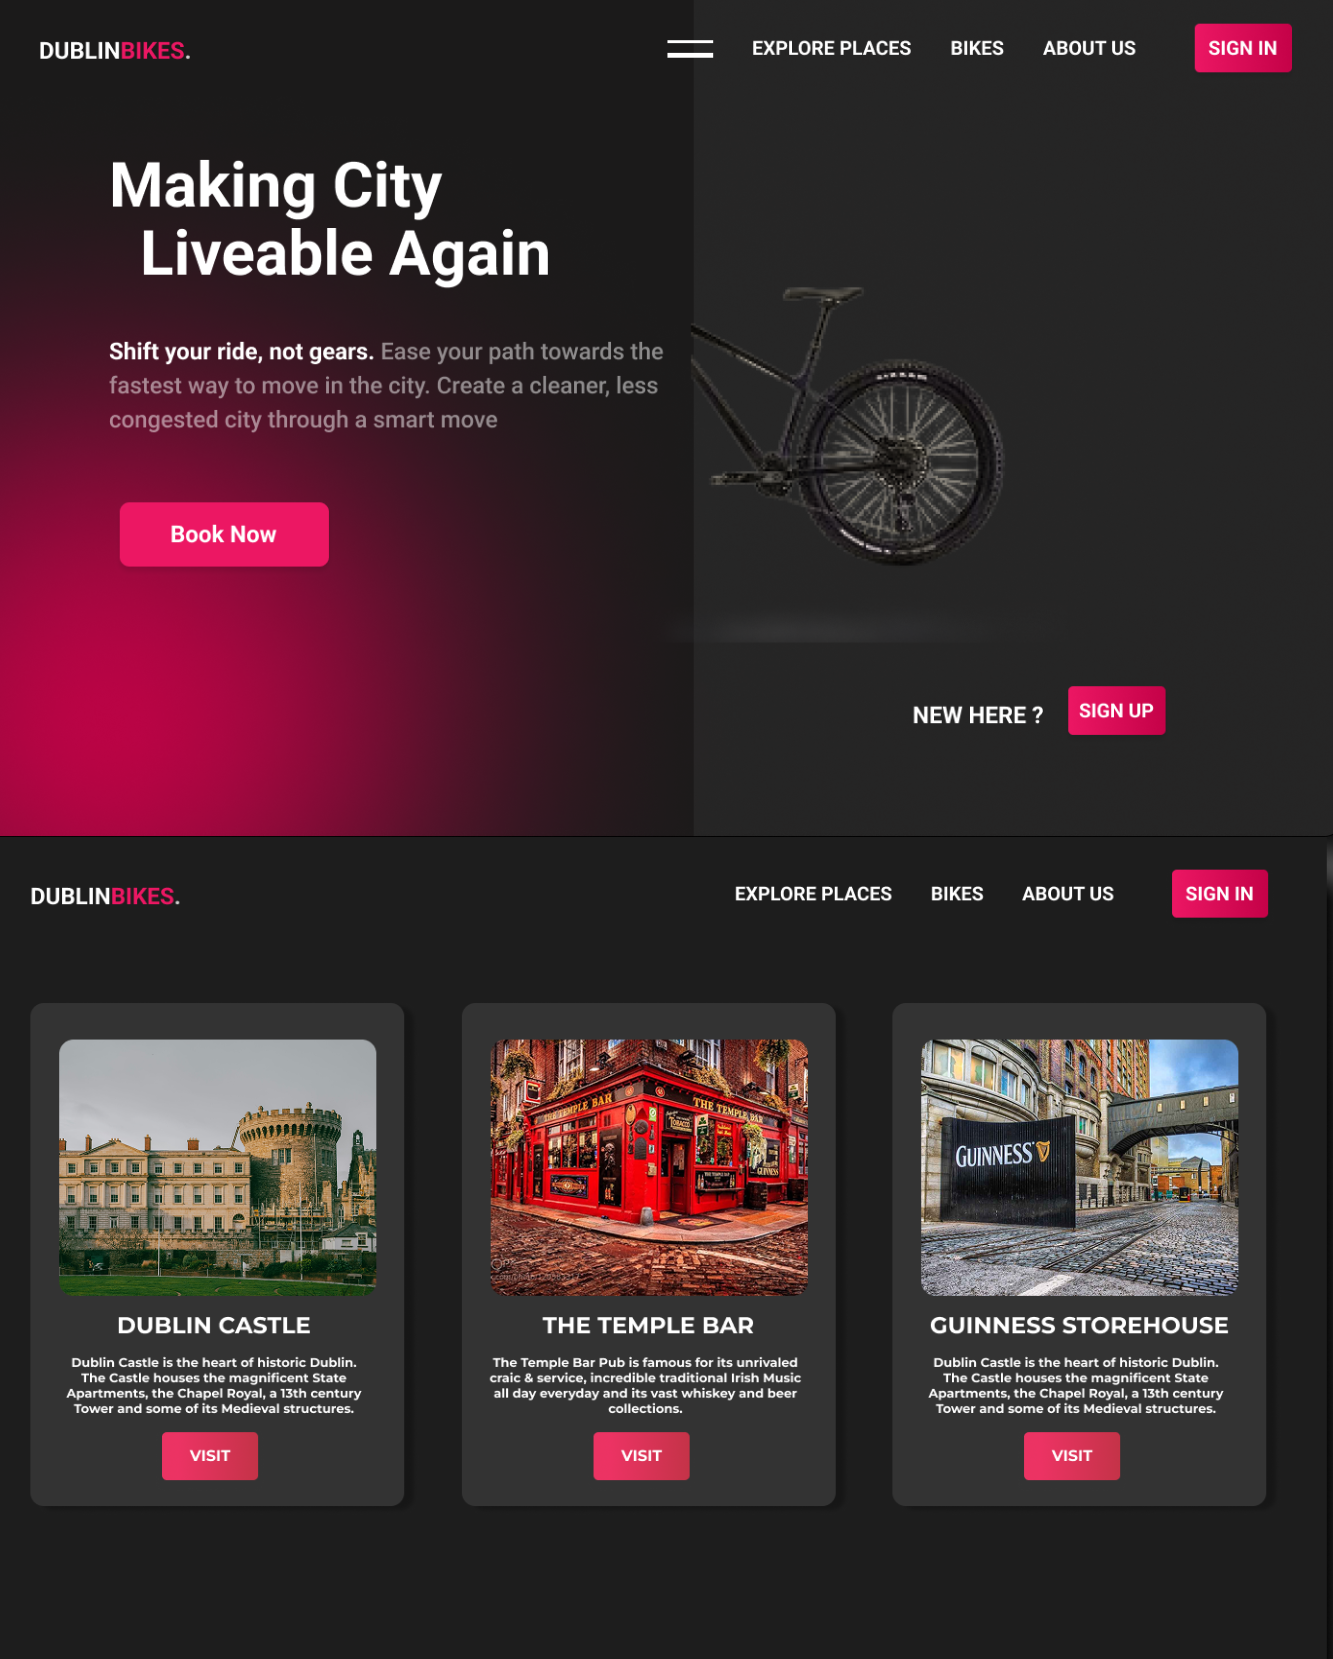 DUBLINBIKES.
EXPLORE PLACES
BIKES
ABOUT US
SIGN IN
Making City
Liveable Again
Shift your ride, not gears. Ease your path towards the
fastest way to move in the city. Create a cleaner, less
congested city through a smart move
Book Now
NEW HERE ?
SIGN UP
DUBLINBIKES.
EXPLORE PLACES
BIKES
ABOUT US
SIGN IN
THE TEMPLE BAR
THE TEMPLE BAR
TOBACCO
GUINNESS
GUINNESS
DUBLIN CASTLE
Dublin Castle is the heart of historic Dublin.
The Castle houses the magnificent State
Apartments, the Chapel Royal, a 13th century
Tower and some of its Medieval structures.
VISIT
THE TEMPLE BAR
The Temple Bar Pub is famous for its unrivaled
craic & service, incredible traditional Irish Music
all day everyday and its vast whiskey and beer
collections.
VISIT
GUINNESS STOREHOUSE
Dublin Castle is the heart of historic Dublin.
The Castle houses the magnificent State
Apartments, the Chapel Royal, a 13th century
Tower and some of its Medieval structures.
VISIT